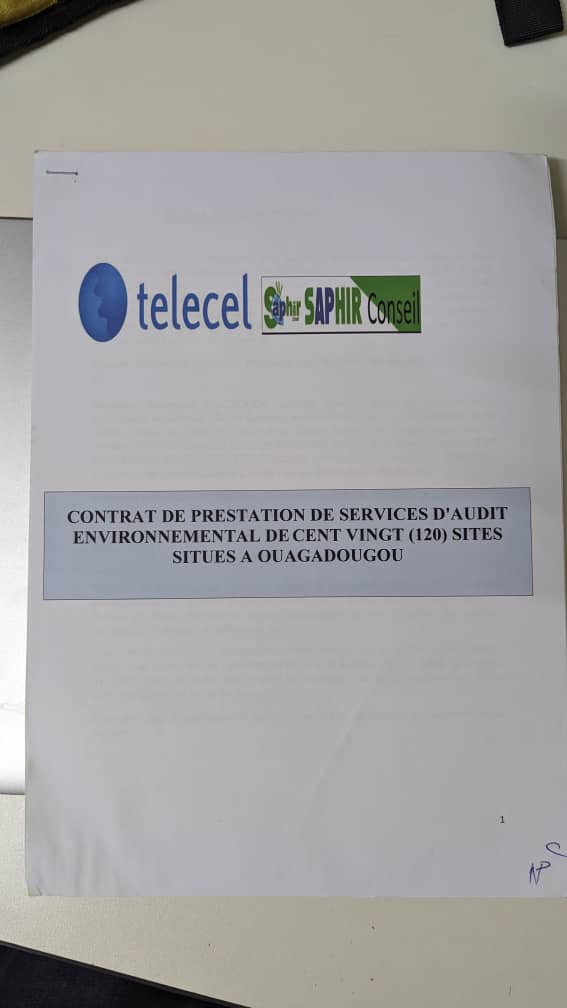 telecel Saphir SAPHIR Conseil
CONTRAT DE PRESTATION DE SERVICES D'AUDIT
ENVIRONNEMENTAL DE CENT VINGT (120) SITES
SITUES A OUAGADOUGOU
1